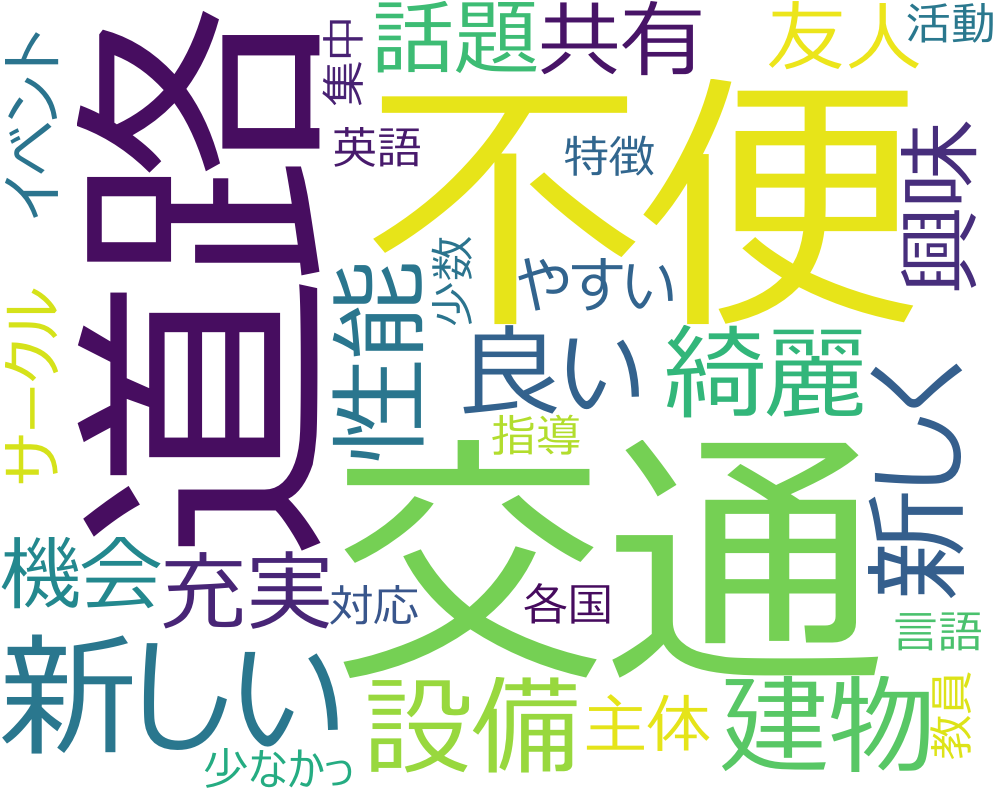 イベント
道路
集中
話題
共有
友人
活動
英語
特徴
不便
興味
サークル
性能
少数
やすい
良い
綺麗
新しく
指導
交通
機会
充実
対応
各国
言語
新しい
少なかっ
設備
主体
建物
教員